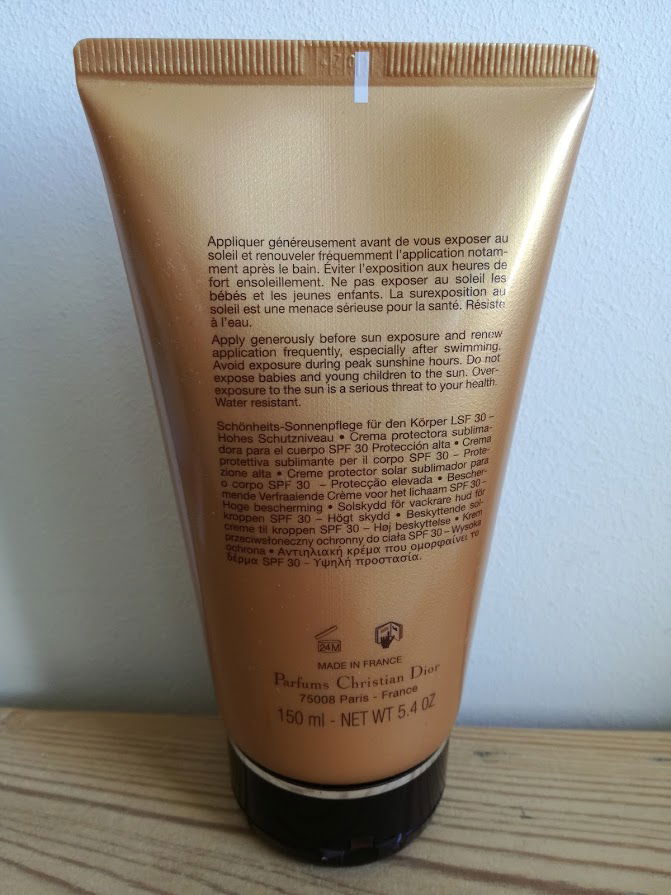 Appliquer généreusement avant de vous exposer au
soleil et renouveler fréquemment l'application notam-
ment après le bain. Éviter l'exposition aux heures de
fort ensoleillement. Ne pas exposer au soleil les
bébés et les jeunes enfants. La surexposition au
soleil est une menace sérieuse pour la santé. Résiste
à l'eau.
Apply generously before sun exposure and renew
application frequently, especially after swimming.
Avoid exposure during peak sunshine hours. Do not
expose babies and young children to the sun. Over-
exposure to the sun is a serious threat to your health.
Water resistant.
Schönheits-Sonnenpflege für den Körper LSF 30 –
Hohes Schutzniveau • Crema protectora sublima-
dora para el cuerpo SPF 30 Protección alta • Crema
protettiva sublimante per il corpo SPF 30 – Prote-
zione alta • Creme protector solar sublimador para
o corpo SPF 30 – Protecção elevada • Bescher-
mende Verfraaiende Crème voor het lichaam SPF 30 -
Hoge bescherming • Solskydd för vackrare hud för
kroppen SPF 30 – Högt skydd • Beskyttende sol-
creme til kroppen SPF 30 – Høj beskyttelse • Krem
przeciwsłoneczny ochronny do ciała SPF 30 – Wysoka
ochrona • Αντιηλιακή κρέμα που ομορφαίνει το
δέρμα SPF 30 – Υψηλή προστασία.
24M
MADE IN FRANCE
Parfums Christian Dior
75008 Paris - France
150 ml - NET WT 5.4 OZ